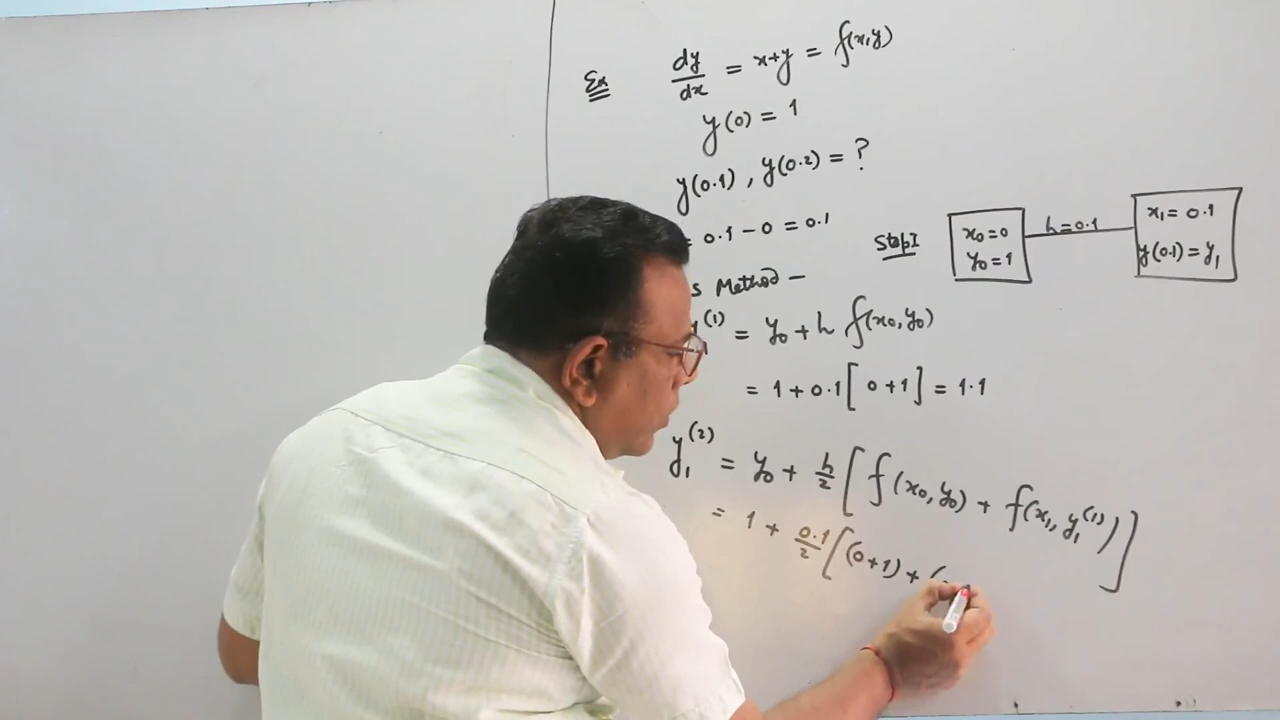 Ex dy/dx = x+y = f(x,y)
y(0) = 1
y(0.1), y(0.2) = ?
= 0.1 - 0 = 0.1
Step I
x₀=0
y₀=1
h=0.1
x₁= 0.1
y(0.1)=y₁
s Method -
y⁽¹⁾ = y₀ + h f(x₀,y₀)
= 1 + 0.1[0+1] = 1.1
y₁⁽²⁾ = y₀ + h/2 [f(x₀,y₀) + f(x₁, y₁⁽¹⁾)]
= 1 + 0.1/2 [(0+1) + (